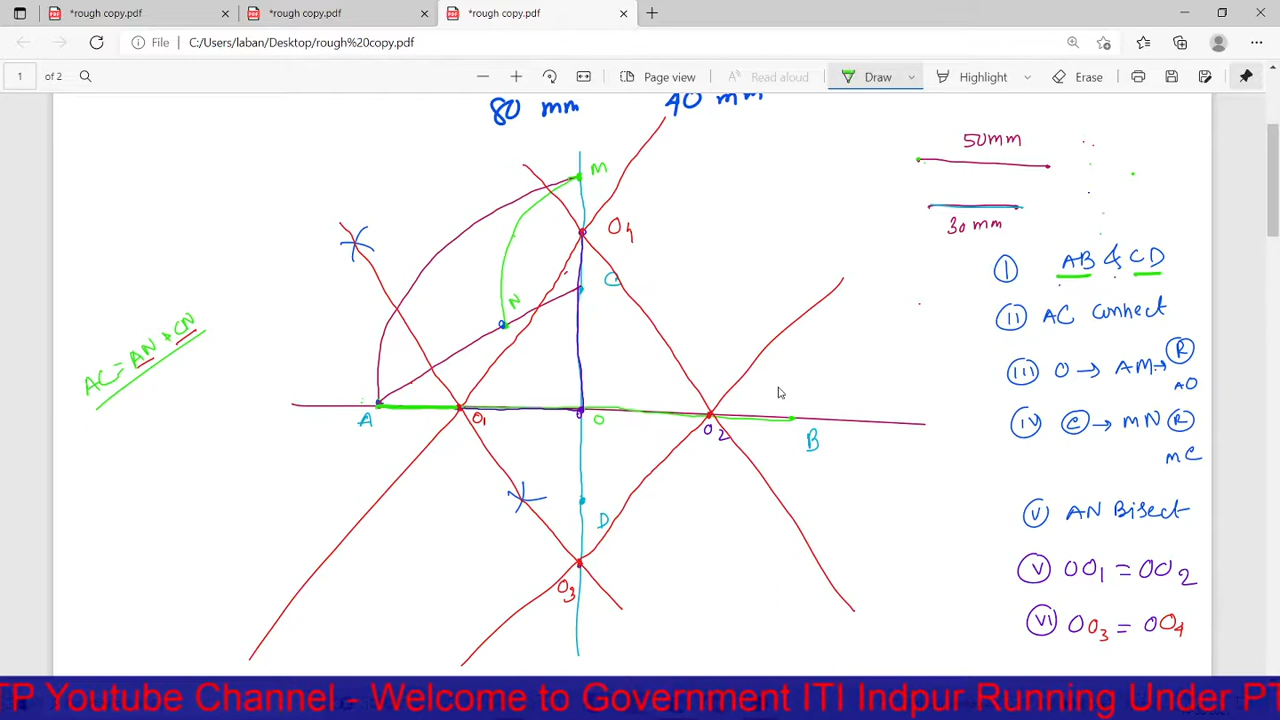 *rough copy.pdf
*rough copy.pdf
*rough copy.pdf
File C:/Users/laban/Desktop/rough%20copy.pdf
1 of 2
Page view
Read aloud
Draw
Highlight
Erase
80 mm 40 mm
50mm
30 mm
M
O4
C
N
AC = AN + CN
A
O1
O
O2
B
D
O3
I AB & CD
II AC connect
III O → AM → R
AO
IV C → MN R
MC
V AN Bisect
V OO1 = OO2
VI OO3 = OO4
TP Youtube Channel - Welcome to Government ITI Indpur Running Under PT